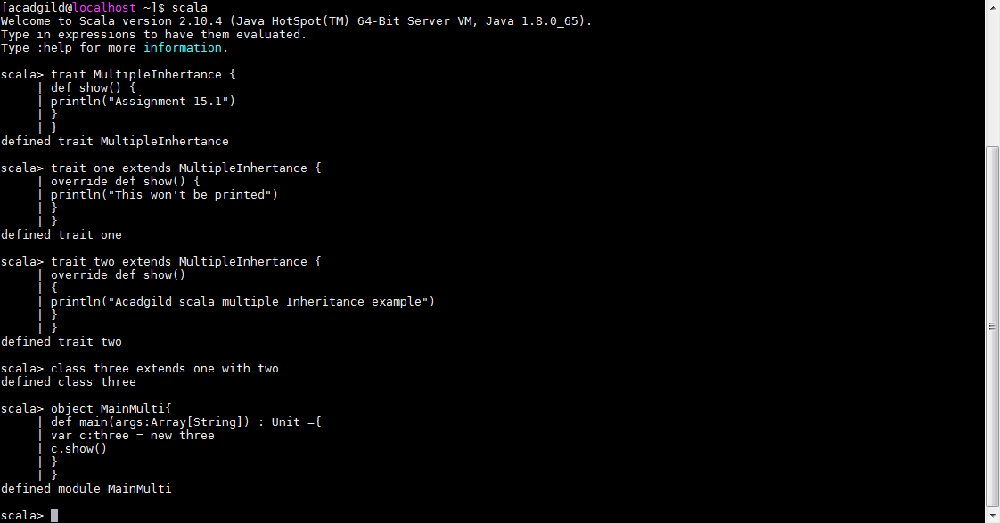 [acadgild@localhost ~]$ scala
Welcome to Scala version 2.10.4 (Java HotSpot(TM) 64-Bit Server VM, Java 1.8.0_65).
Type in expressions to have them evaluated.
Type :help for more information.

scala> trait MultipleInhertance {
     | def show() {
     | println("Assignment 15.1")
     | }
     | }
defined trait MultipleInhertance

scala> trait one extends MultipleInhertance {
     | override def show() {
     | println("This won't be printed")
     | }
     | }
defined trait one

scala> trait two extends MultipleInhertance {
     | override def show()
     | {
     | println("Acadgild scala multiple Inheritance example")
     | }
     | }
defined trait two

scala> class three extends one with two
defined class three

scala> object MainMulti{
     | def main(args:Array[String]) : Unit ={
     | var c:three = new three
     | c.show()
     | }
     | }
defined module MainMulti

scala>